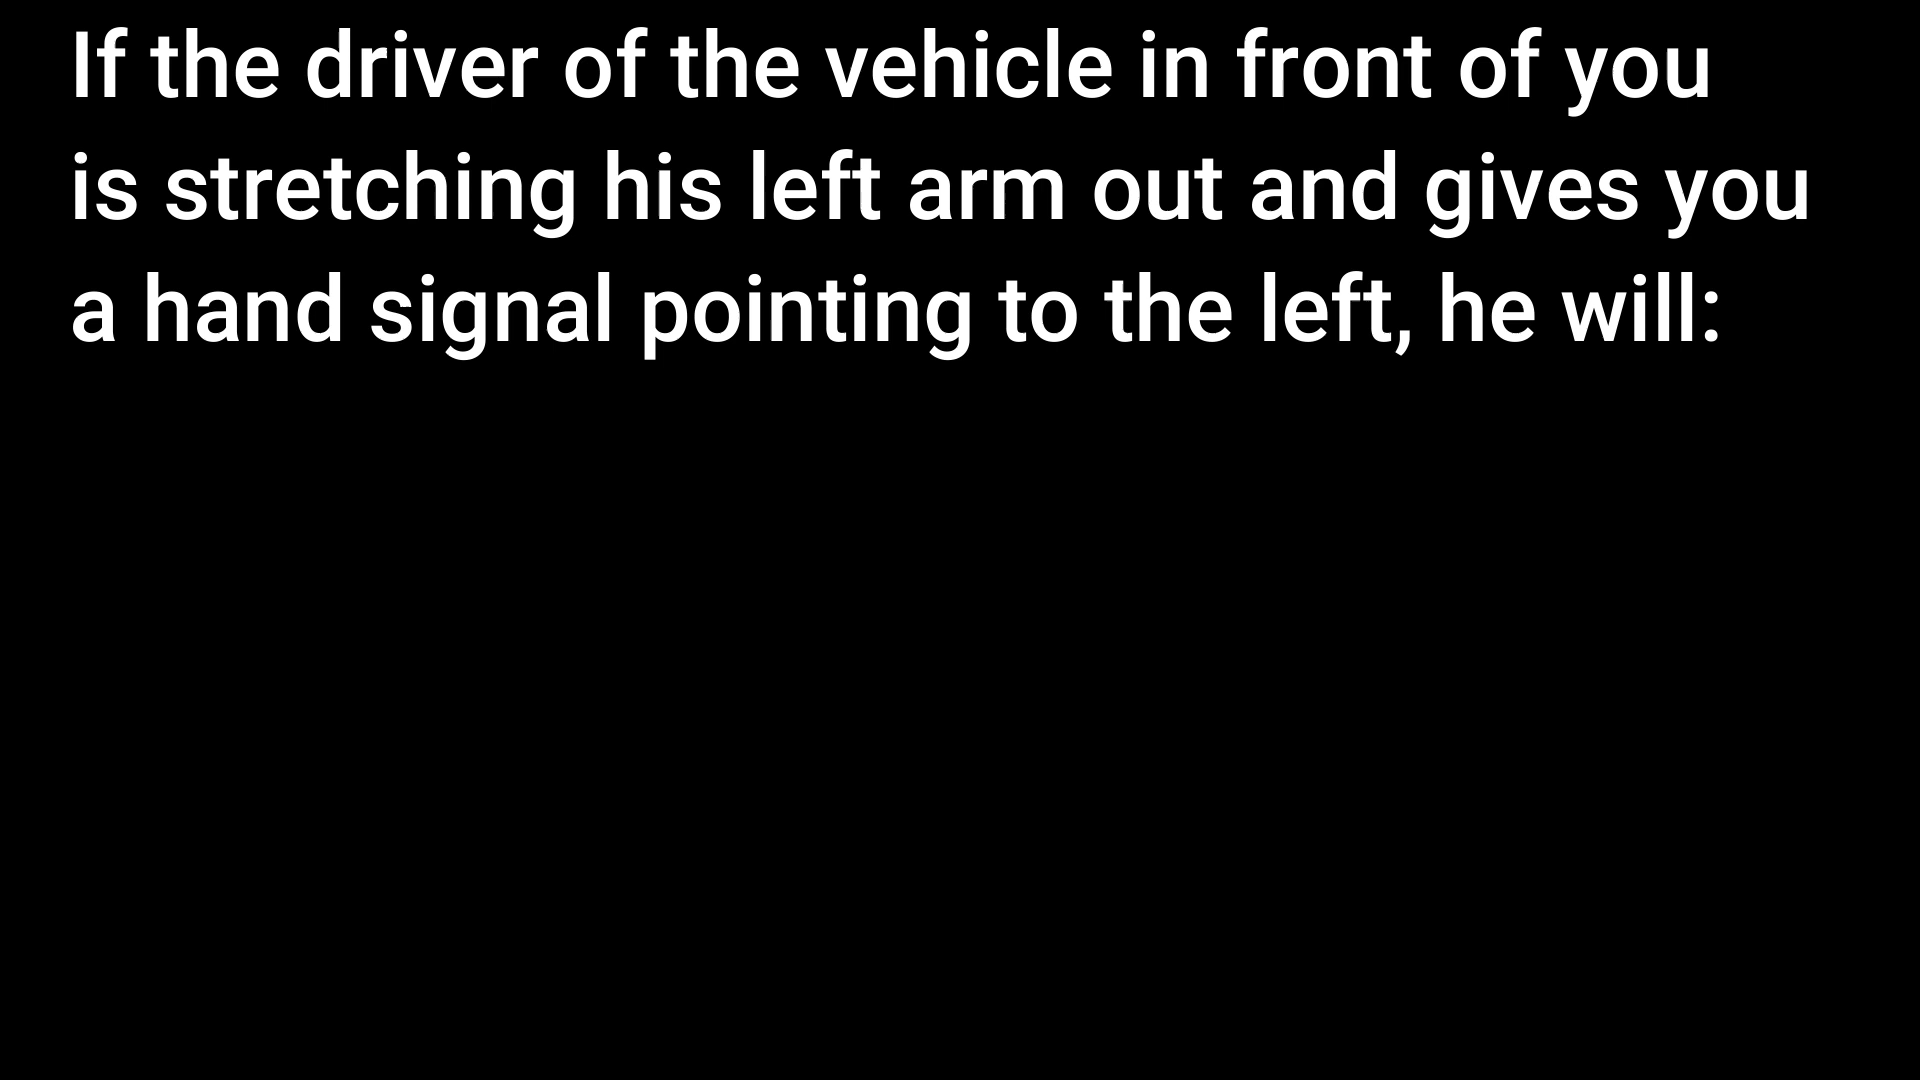 If the driver of the vehicle in front of you
is stretching his left arm out and gives you
a hand signal pointing to the left, he will: